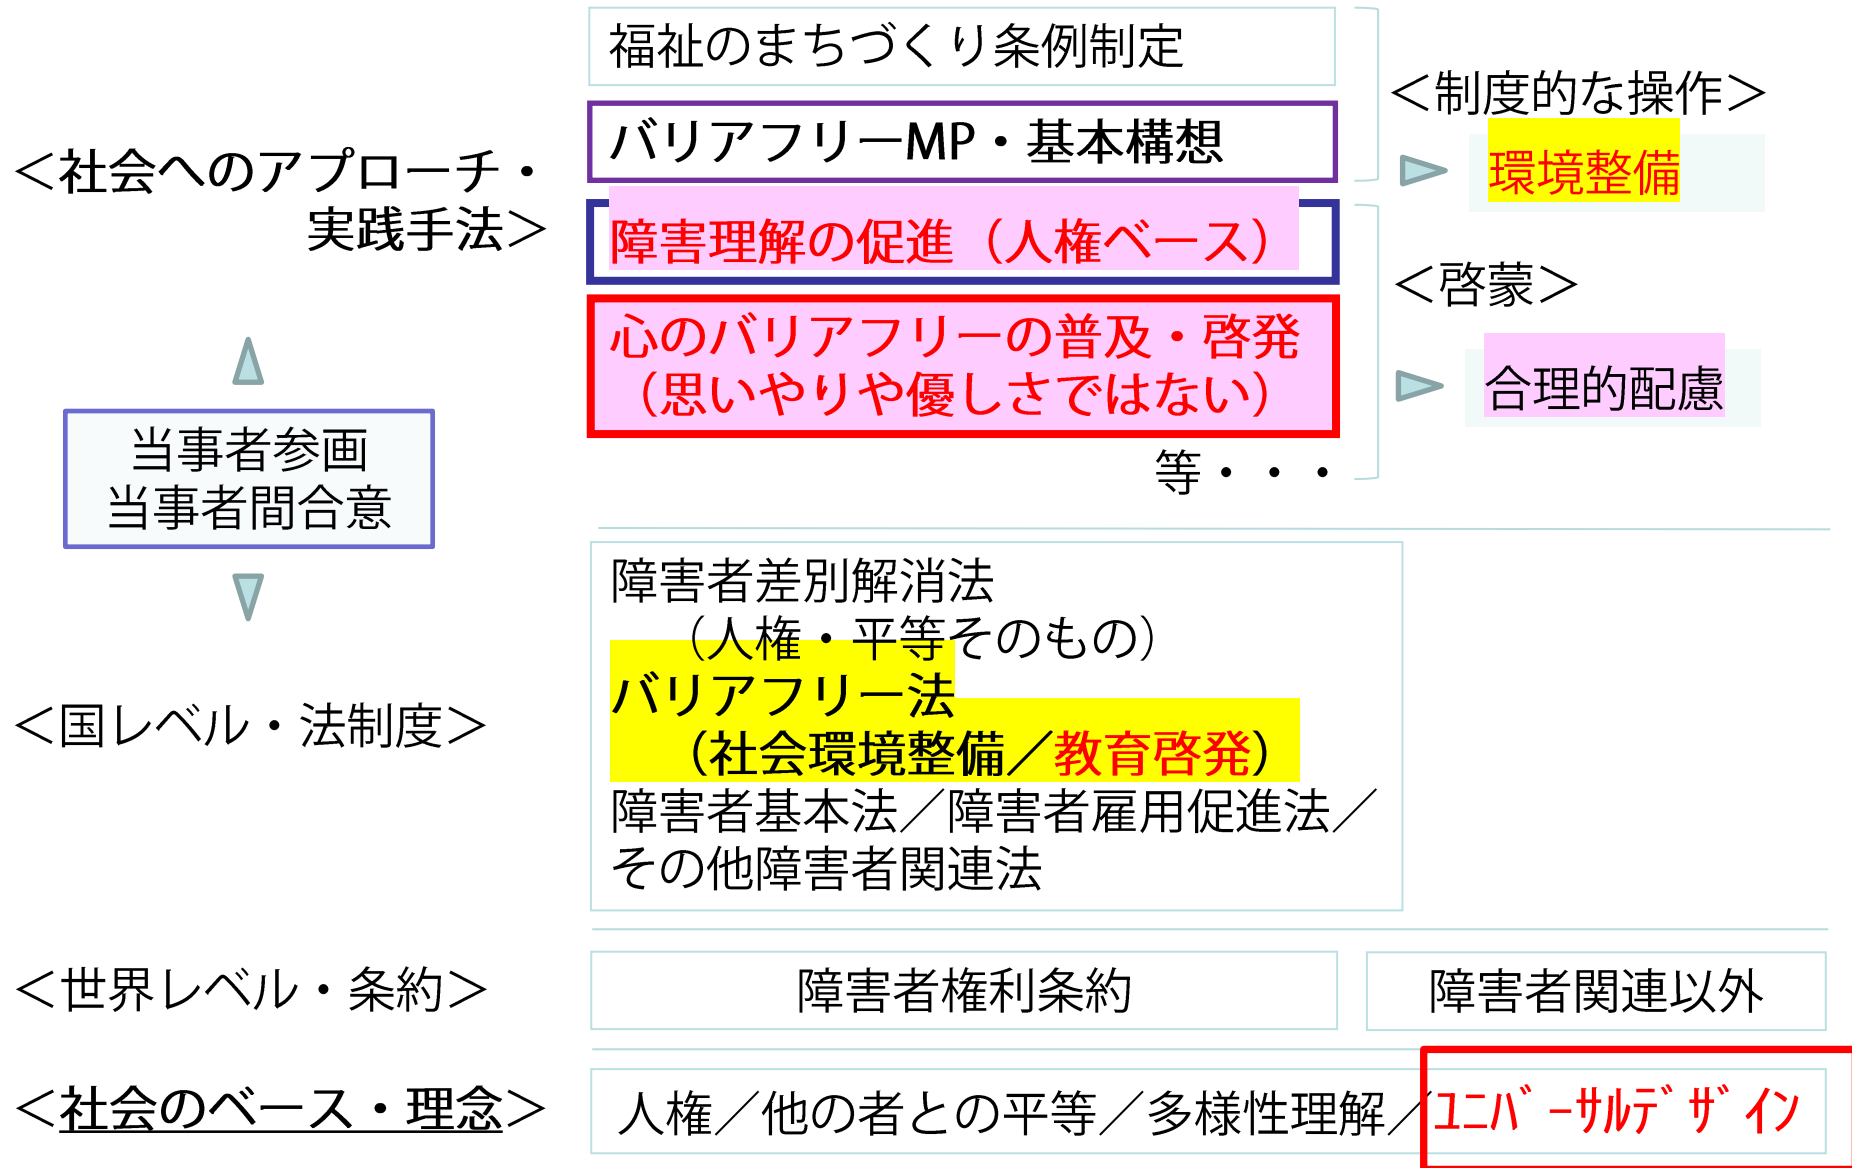 福祉のまちづくり条例制定
バリアフリーMP・基本構想
＜社会へのアプローチ・
実践手法＞
障害理解の促進（人権ベース）
心のバリアフリーの普及・啓発
（思いやりや優しさではない）
等・・・
＜制度的な操作＞
環境整備
＜啓蒙＞
合理的配慮
当事者参画
当事者間合意
＜国レベル・法制度＞
障害者差別解消法
（人権・平等そのもの）
バリアフリー法
（社会環境整備／教育啓発）
障害者基本法／障害者雇用促進法／
その他障害者関連法
＜世界レベル・条約＞
障害者権利条約
障害者関連以外
＜社会のベース・理念＞
人権／他の者との平等／多様性理解／ﾕﾆﾊﾞｰｻﾙﾃﾞｻﾞｲﾝ